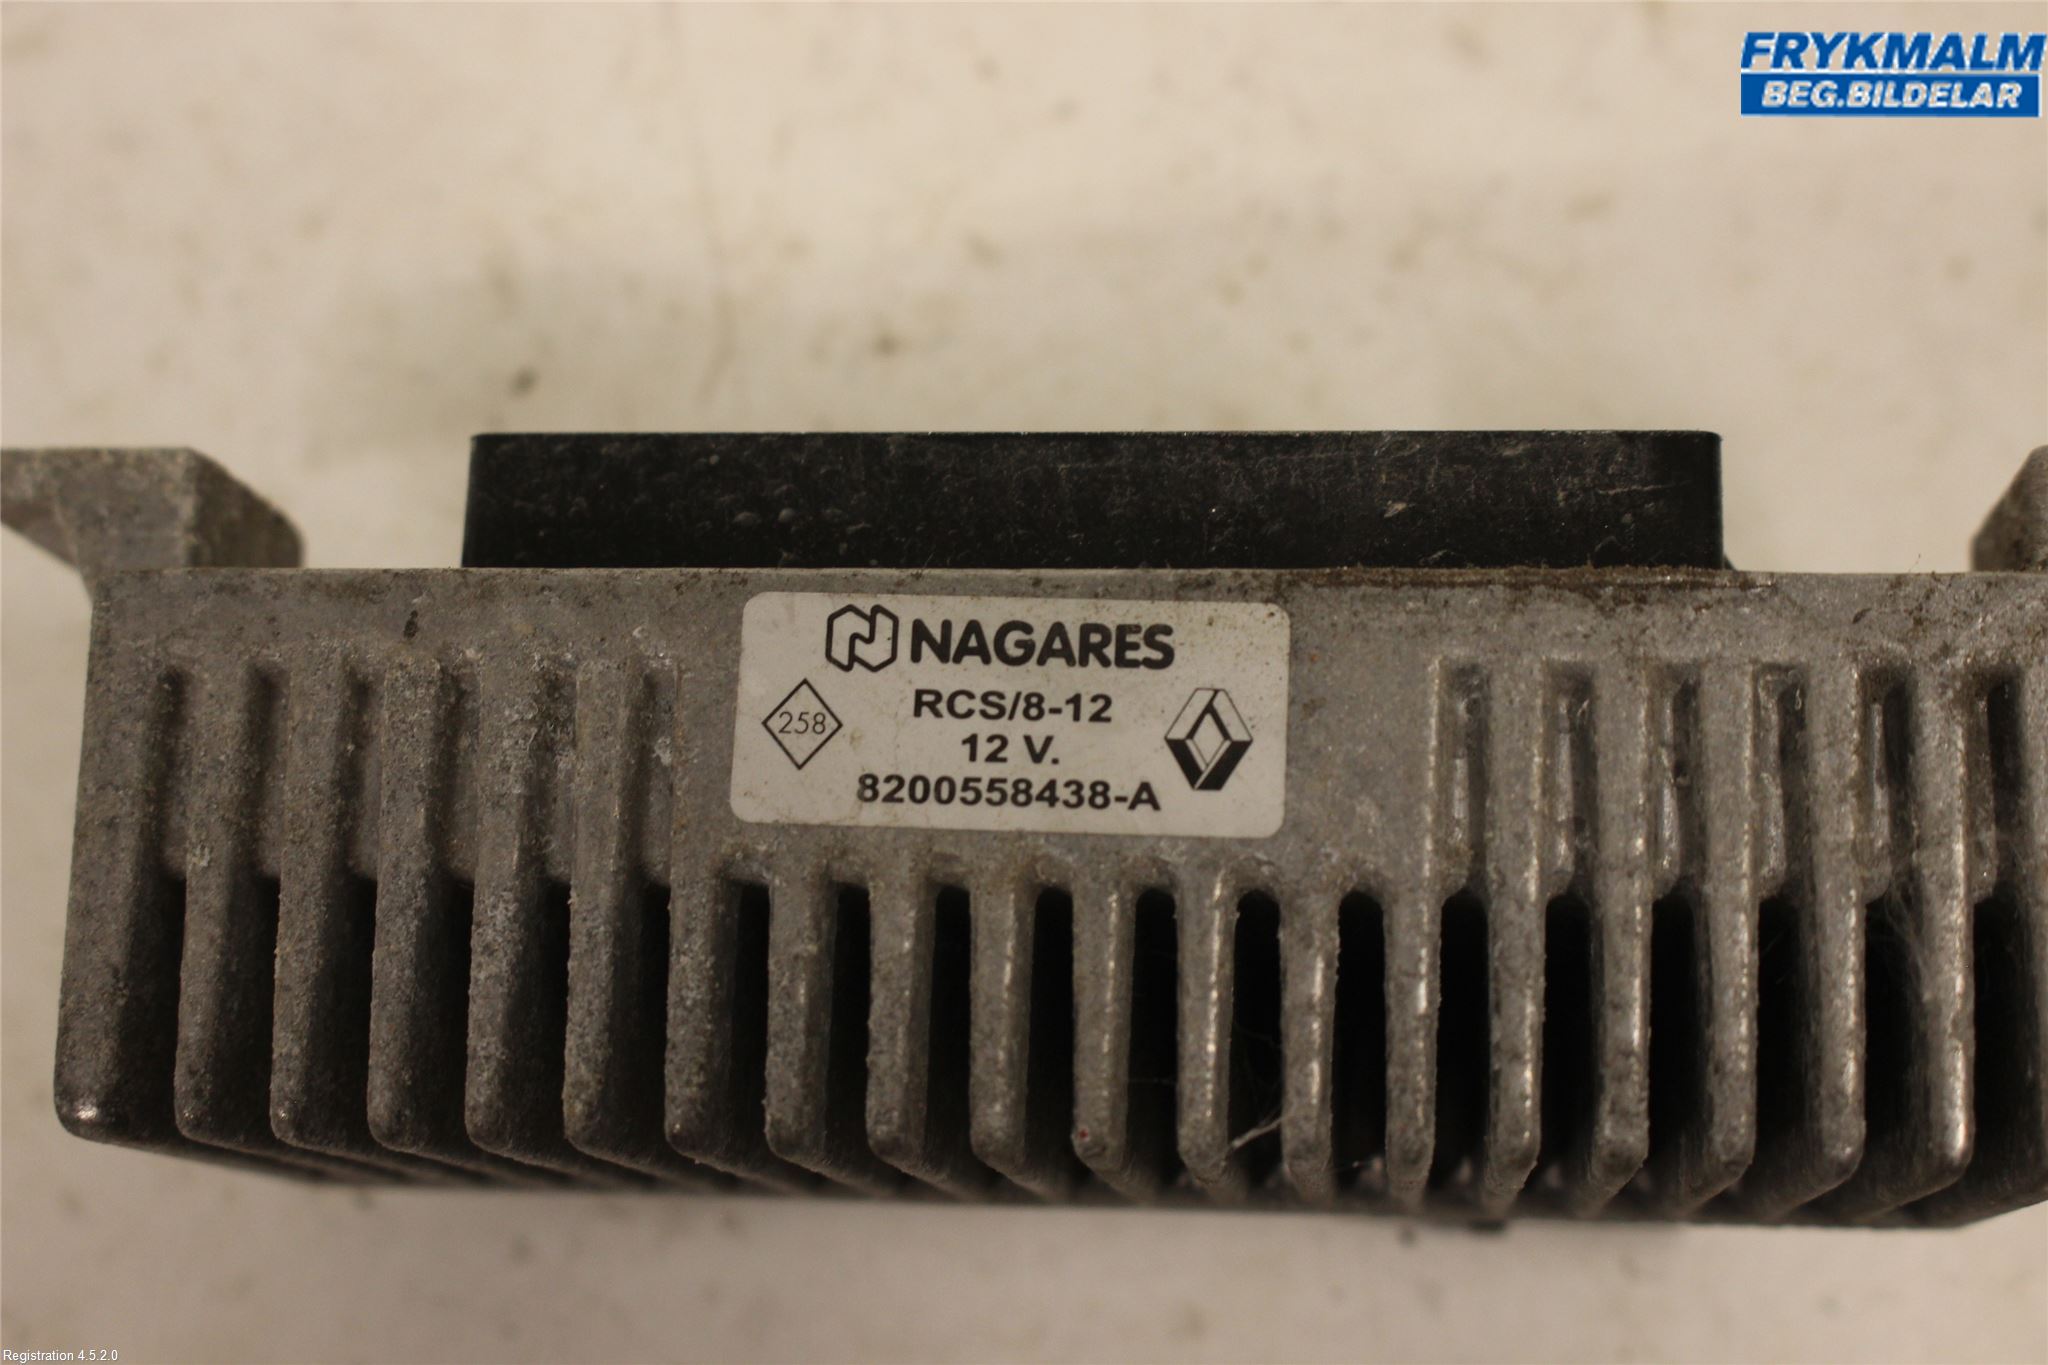 FRYKMALM
BEG.BILDELAR
NAGARES
RCS/8-12
258
12 V.
8200558438-A
Registration 4.5.2.0